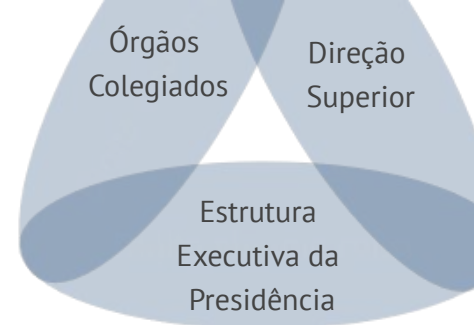 Órgãos
Colegiados
Direção
Superior
Estrutura
Executiva da
Presidência